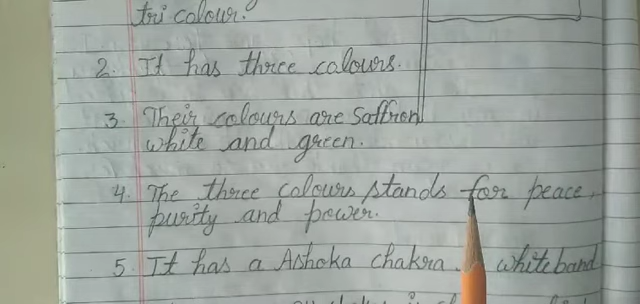 tri colour.
2. It has three colours.
3. Their colours are Saffron
white and green.
4. The three colours stands for peace,
purity and power.
5. It has a Ashoka chakra. white band